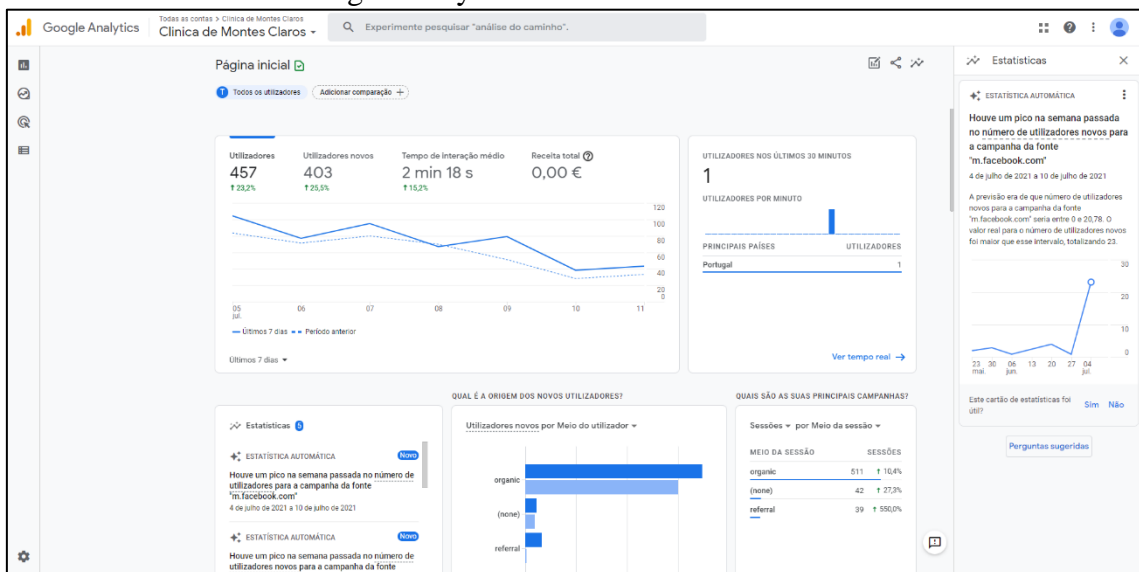 Todas as contas > Clinica de Montes Claros
Google Analytics
Clinica de Montes Claros
Experimente pesquisar "análise do caminho".
Página inicial
T Todos os utilizadores
Adicionar comparação +
Utilizadores
457
↑ 23,2%
Utilizadores novos
403
↑ 25,5%
Tempo de interação médio
2 min 18 s
↑ 15,2%
Receita total
0,00 €
120
100
80
60
40
20
0
05
jul.
06
07
08
09
10
11
Últimos 7 dias
Período anterior
Últimos 7 dias
UTILIZADORES NOS ÚLTIMOS 30 MINUTOS
1
UTILIZADORES POR MINUTO
PRINCIPAIS PAÍSES UTILIZADORES
Portugal 1
Ver tempo real
Estatísticas 5
ESTATÍSTICA AUTOMÁTICA
Novo
Houve um pico na semana passada no número de
utilizadores para a campanha da fonte
"m.facebook.com"
4 de julho de 2021 a 10 de julho de 2021
ESTATÍSTICA AUTOMÁTICA
Novo
Houve um pico na semana passada no número de
utilizadores novos para a campanha da fonte
QUAL É A ORIGEM DOS NOVOS UTILIZADORES?
Utilizadores novos por Meio do utilizador
organic
(none)
referral
QUAIS SÃO AS SUAS PRINCIPAIS CAMPANHAS?
Sessões por Meio da sessão
MEIO DA SESSÃO SESSÕES
organic 511 ↑ 10,4%
(none) 42 ↑ 27,3%
referral 39 ↑ 550,0%
Estatísticas
ESTATÍSTICA AUTOMÁTICA
Houve um pico na semana passada
no número de utilizadores novos para
a campanha da fonte
"m.facebook.com"
4 de julho de 2021 a 10 de julho de 2021
A previsão era de que número de utilizadores
novos para a campanha da fonte
"m facebook.com" seria entre 0 e 20,78. O
valor real para o número de utilizadores novos
foi maior que esse intervalo, totalizando 23.
30
20
10
0
23
mai.
30
06
jun.
13
20
27
04
jul.
Este cartão de estatísticas foi
útil?
Sim Não
Perguntas sugeridas